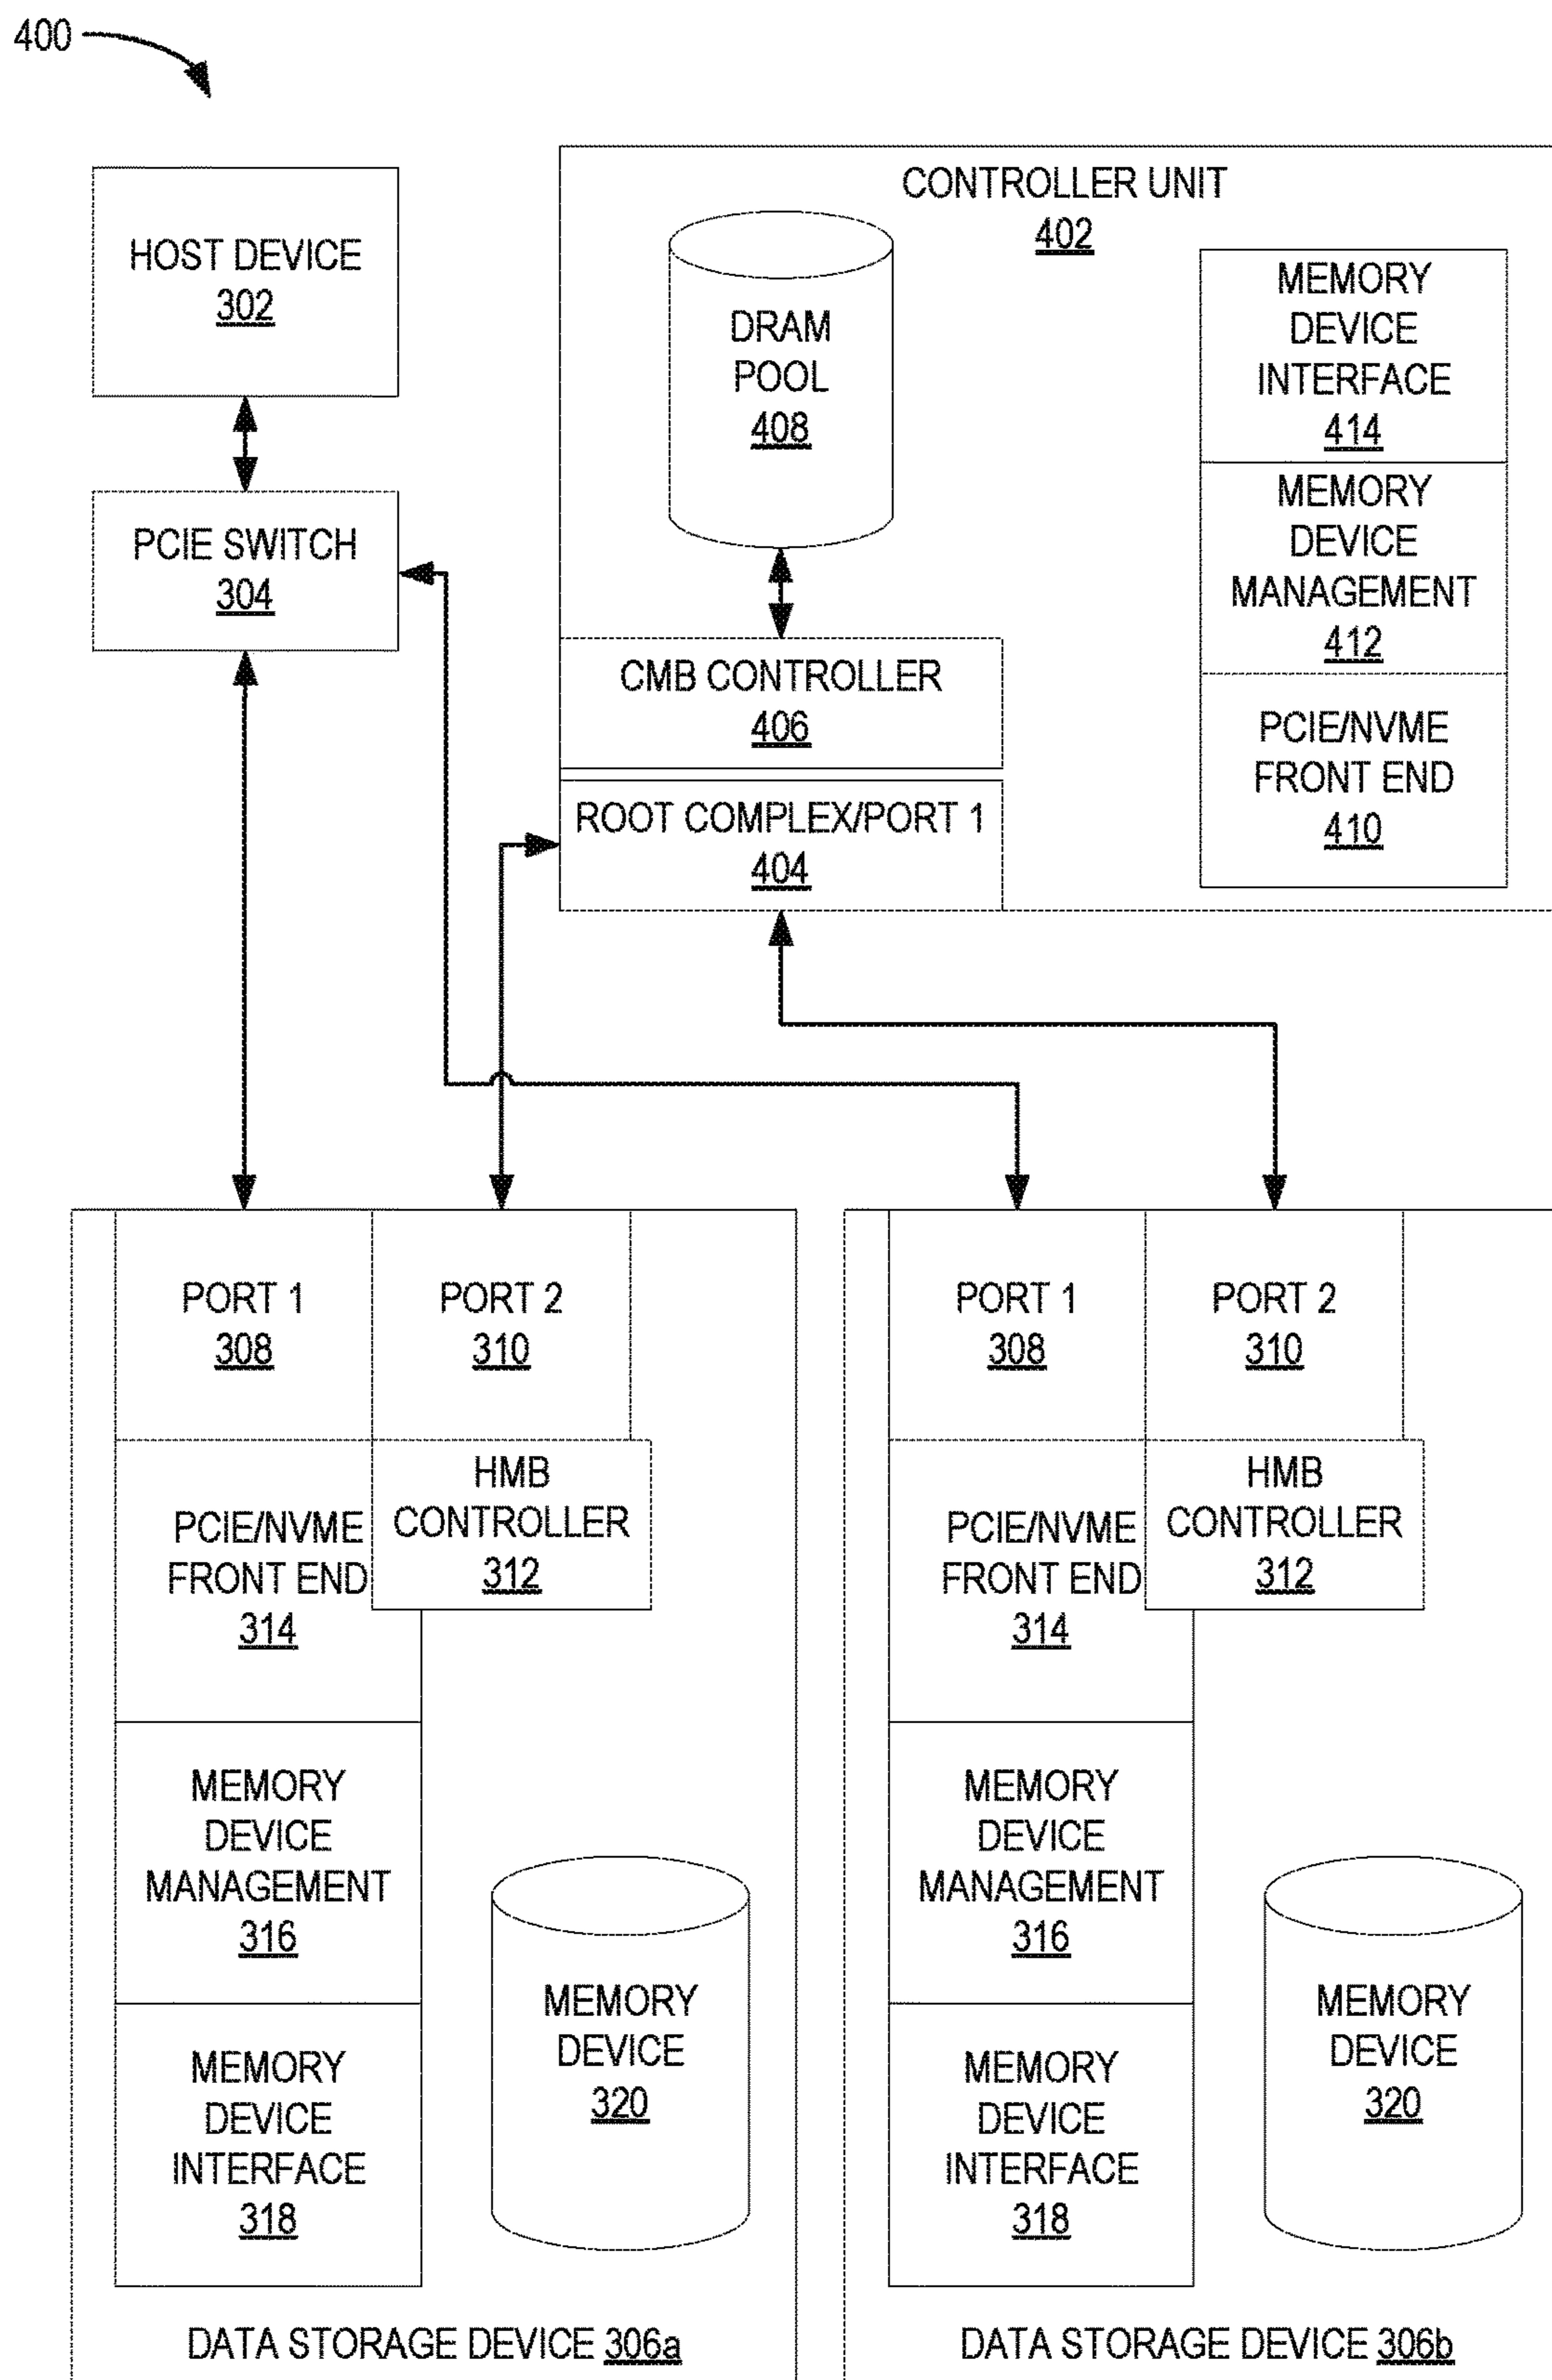 400
HOST DEVICE
302
PCIE SWITCH
304
CONTROLLER UNIT
402
DRAM
POOL
408
CMB CONTROLLER
406
ROOT COMPLEX/PORT 1
404
MEMORY
DEVICE
INTERFACE
414
MEMORY
DEVICE
MANAGEMENT
412
PCIE/NVME
FRONT END
410
PORT 1
308
PORT 2
310
PCIE/NVME
FRONT END
314
HMB
CONTROLLER
312
MEMORY
DEVICE
MANAGEMENT
316
MEMORY
DEVICE
INTERFACE
318
MEMORY
DEVICE
320
DATA STORAGE DEVICE 306a
PORT 1
308
PORT 2
310
PCIE/NVME
FRONT END
314
HMB
CONTROLLER
312
MEMORY
DEVICE
MANAGEMENT
316
MEMORY
DEVICE
INTERFACE
318
MEMORY
DEVICE
320
DATA STORAGE DEVICE 306b